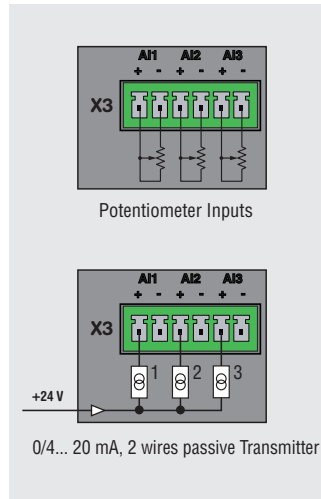 AI1 AI2 AI3
+ - + - + -
X3
Potentiometer Inputs
AI1 AI2 AI3
+ - + - + -
X3
1 2 3
+24 V
0/4... 20 mA, 2 wires passive Transmitter